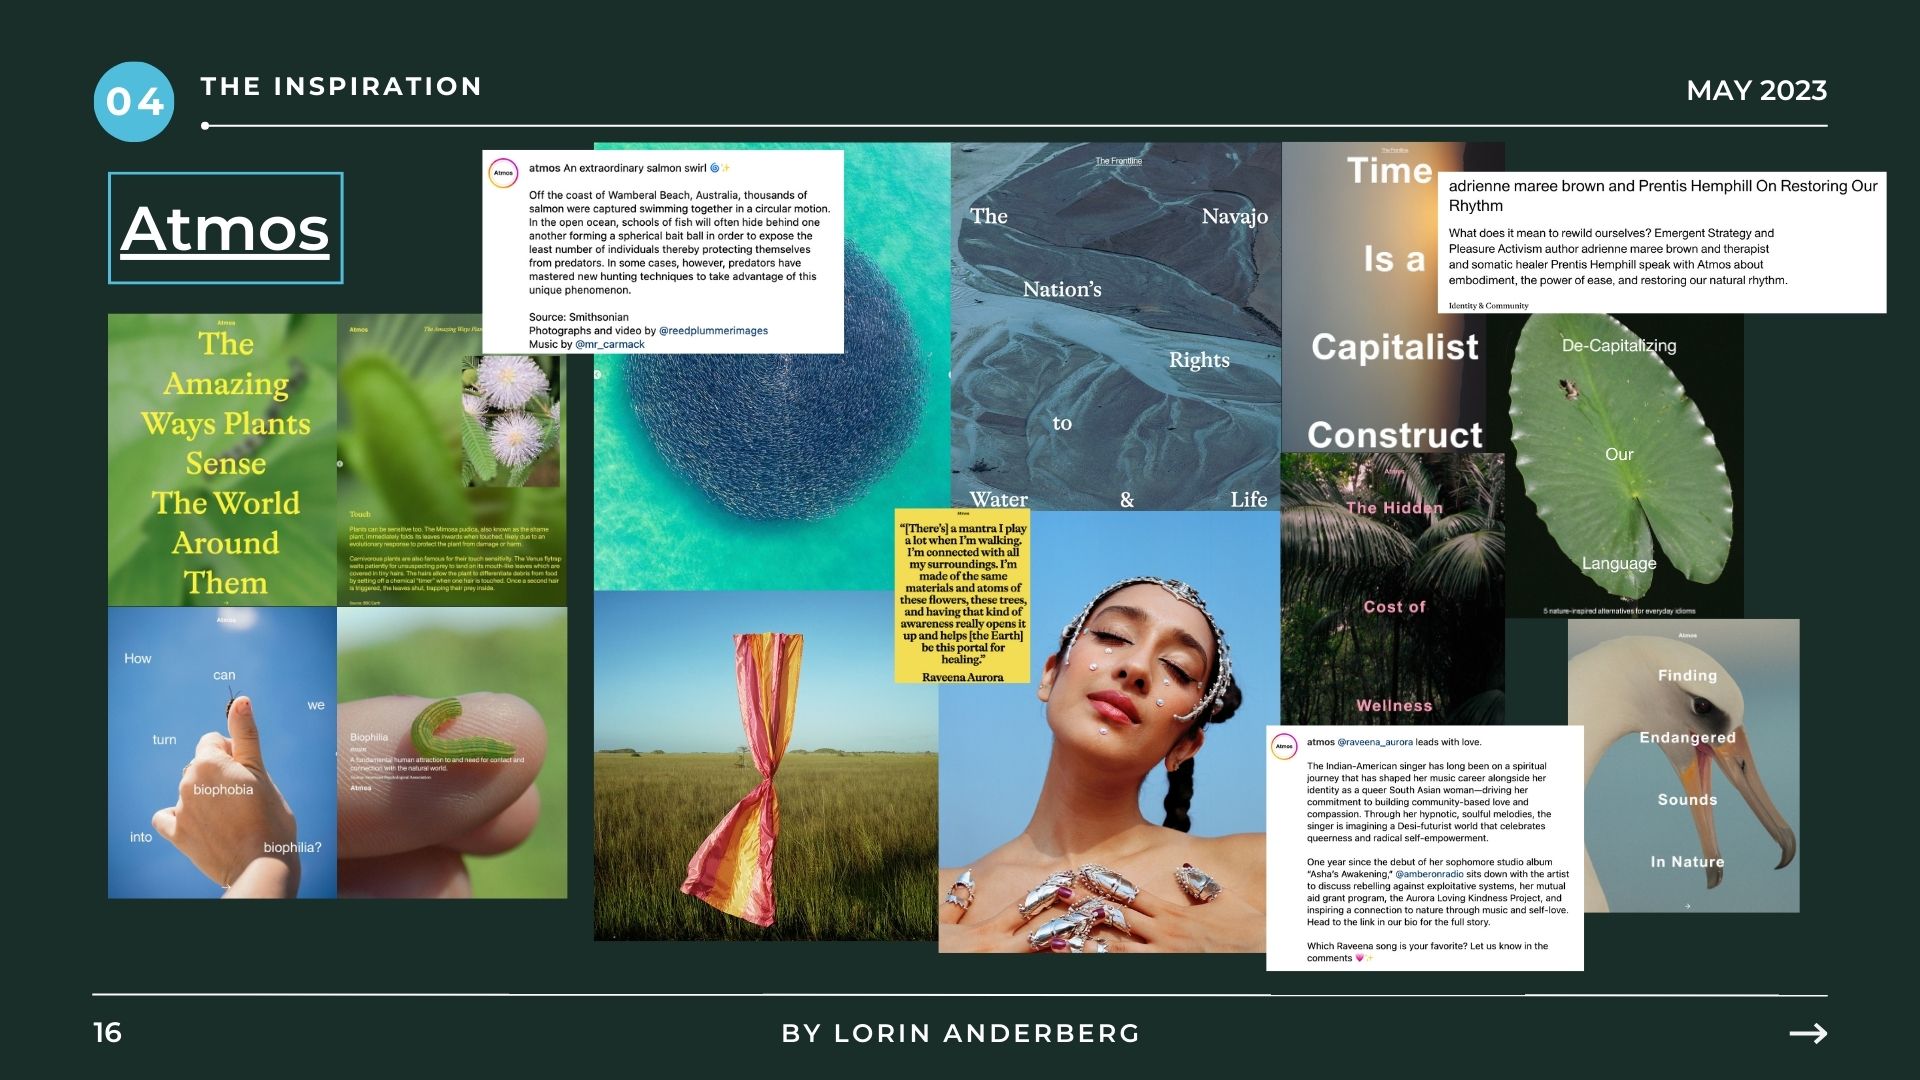 04
THE INSPIRATION
MAY 2023
Atmos
Atmos
The
Amazing
Ways Plants
Sense
The World
Around
Them
Atmos
The Amazing Ways Plan
Touch
Plants can be sensitive too. The Mimosa pudica, also known as the shame
plant, immediately folds its leaves inwards when touched, likely due to an
evolutionary response to protect the plant from damage or harm.
Carnivorous plants are also famous for their touch sensitivity. The Venus flytrap
waits patiently for unsuspecting prey to land on its mouth-like leaves which are
covered in tiny hairs. The hairs allow the plant to differentiate debris from food
by setting off a chemical "timer" when one hair is touched. Once a second hair
is triggered, the leaves shut, trapping their prey inside.
Source: BBC Earth
Atmos
How
can
we
turn
biophobia
into
biophilia?
Biophilia
noun
A fundamental human attraction to and need for contact and
connection with the natural world.
Atmos
Atmos
atmos An extraordinary salmon swirl 🌀✨
Off the coast of Wamberal Beach, Australia, thousands of
salmon were captured swimming together in a circular motion.
In the open ocean, schools of fish will often hide behind one
another forming a spherical bait ball in order to expose the
least number of individuals thereby protecting themselves
from predators. In some cases, however, predators have
mastered new hunting techniques to take advantage of this
unique phenomenon.
Source: Smithsonian
Photographs and video by @reedplummerimages
Music by @mr_carmack
The Frontline
The Navajo
Nation's
Rights
to
Water & Life
Atmos
"[There's] a mantra I play
a lot when I'm walking.
I'm connected with all
my surroundings. I'm
made of the same
materials and atoms of
these flowers, these trees,
and having that kind of
awareness really opens it
up and helps [the Earth]
be this portal for
healing."
Raveena Aurora
The Frontline
Time
Is a
Capitalist
Construct
adrienne maree brown and Prentis Hemphill On Restoring Our
Rhythm
What does it mean to rewild ourselves? Emergent Strategy and
Pleasure Activism author adrienne maree brown and therapist
and somatic healer Prentis Hemphill speak with Atmos about
embodiment, the power of ease, and restoring our natural rhythm.
Identity & Community
De-Capitalizing
Our
Language
5 nature-inspired alternatives for everyday idioms
Atmos
The Hidden
Cost of
Wellness
Atmos
atmos @raveena_aurora leads with love.
The Indian-American singer has long been on a spiritual
journey that has shaped her music career alongside her
identity as a queer South Asian woman—driving her
commitment to building community-based love and
compassion. Through her hypnotic, soulful melodies, the
singer is imagining a Desi-futurist world that celebrates
queerness and radical self-empowerment.
One year since the debut of her sophomore studio album
"Asha's Awakening," @amberonradio sits down with the artist
to discuss rebelling against exploitative systems, her mutual
aid grant program, the Aurora Loving Kindness Project, and
inspiring a connection to nature through music and self-love.
Head to the link in our bio for the full story.
Which Raveena song is your favorite? Let us know in the
comments 💗✨
Atmos
Finding
Endangered
Sounds
In Nature
16
BY LORIN ANDERBERG